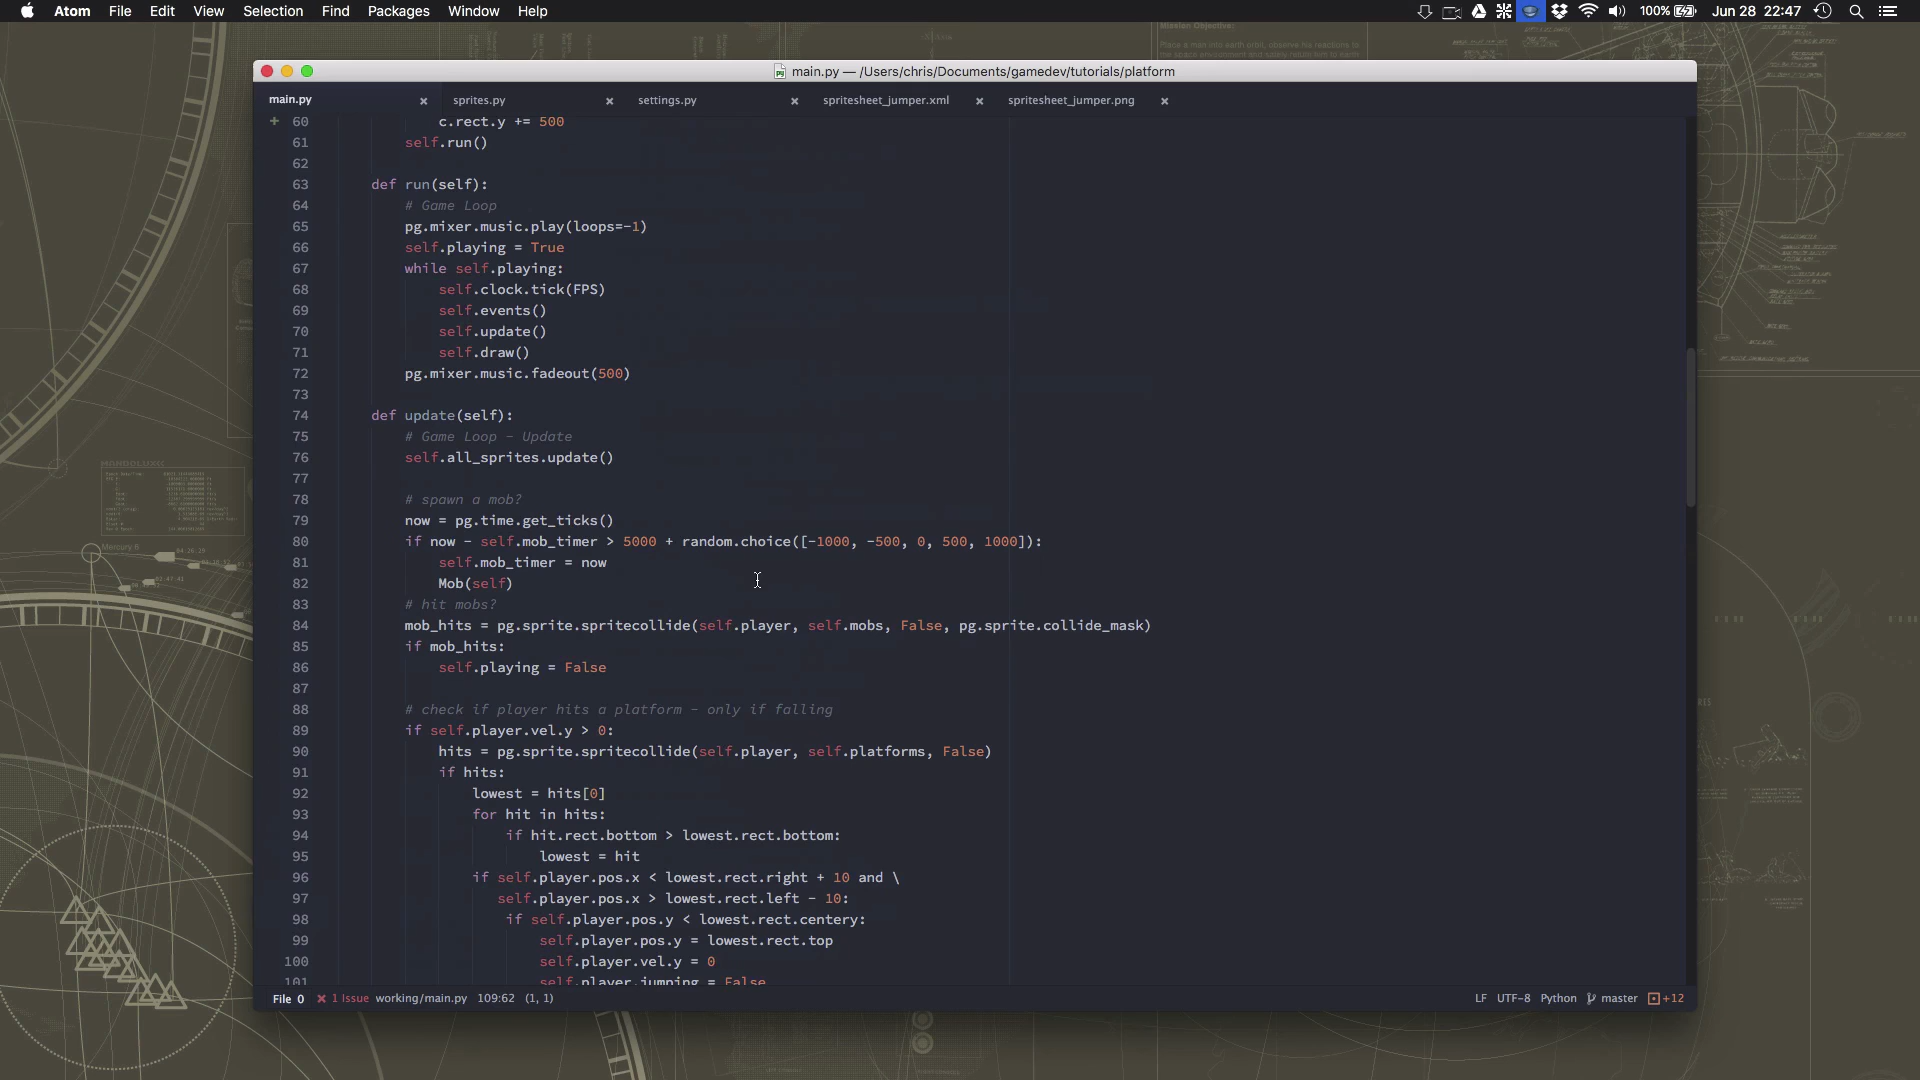 Atom File Edit View Selection Find Packages Window Help 100% Jun 28 22:47
main.py — /Users/chris/Documents/gamedev/tutorials/platform
main.py × sprites.py × settings.py × spritesheet_jumper.xml × spritesheet_jumper.png ×
+ 60 c.rect.y += 500
61 self.run()
62
63 def run(self):
64 # Game Loop
65 pg.mixer.music.play(loops=-1)
66 self.playing = True
67 while self.playing:
68 self.clock.tick(FPS)
69 self.events()
70 self.update()
71 self.draw()
72 pg.mixer.music.fadeout(500)
73
74 def update(self):
75 # Game Loop - Update
76 self.all_sprites.update()
77
78 # spawn a mob?
79 now = pg.time.get_ticks()
80 if now - self.mob_timer > 5000 + random.choice([-1000, -500, 0, 500, 1000]):
81 self.mob_timer = now
82 Mob(self)
83 # hit mobs?
84 mob_hits = pg.sprite.spritecollide(self.player, self.mobs, False, pg.sprite.collide_mask)
85 if mob_hits:
86 self.playing = False
87
88 # check if player hits a platform - only if falling
89 if self.player.vel.y > 0:
90 hits = pg.sprite.spritecollide(self.player, self.platforms, False)
91 if hits:
92 lowest = hits[0]
93 for hit in hits:
94 if hit.rect.bottom > lowest.rect.bottom:
95 lowest = hit
96 if self.player.pos.x < lowest.rect.right + 10 and \
97 self.player.pos.x > lowest.rect.left - 10:
98 if self.player.pos.y < lowest.rect.centery:
99 self.player.pos.y = lowest.rect.top
100 self.player.vel.y = 0
101 self.player.jumping = False
File 0 × 1 Issue working/main.py 109:62 (1, 1) LF UTF-8 Python master +12
Mission Objective:
Mercury 6